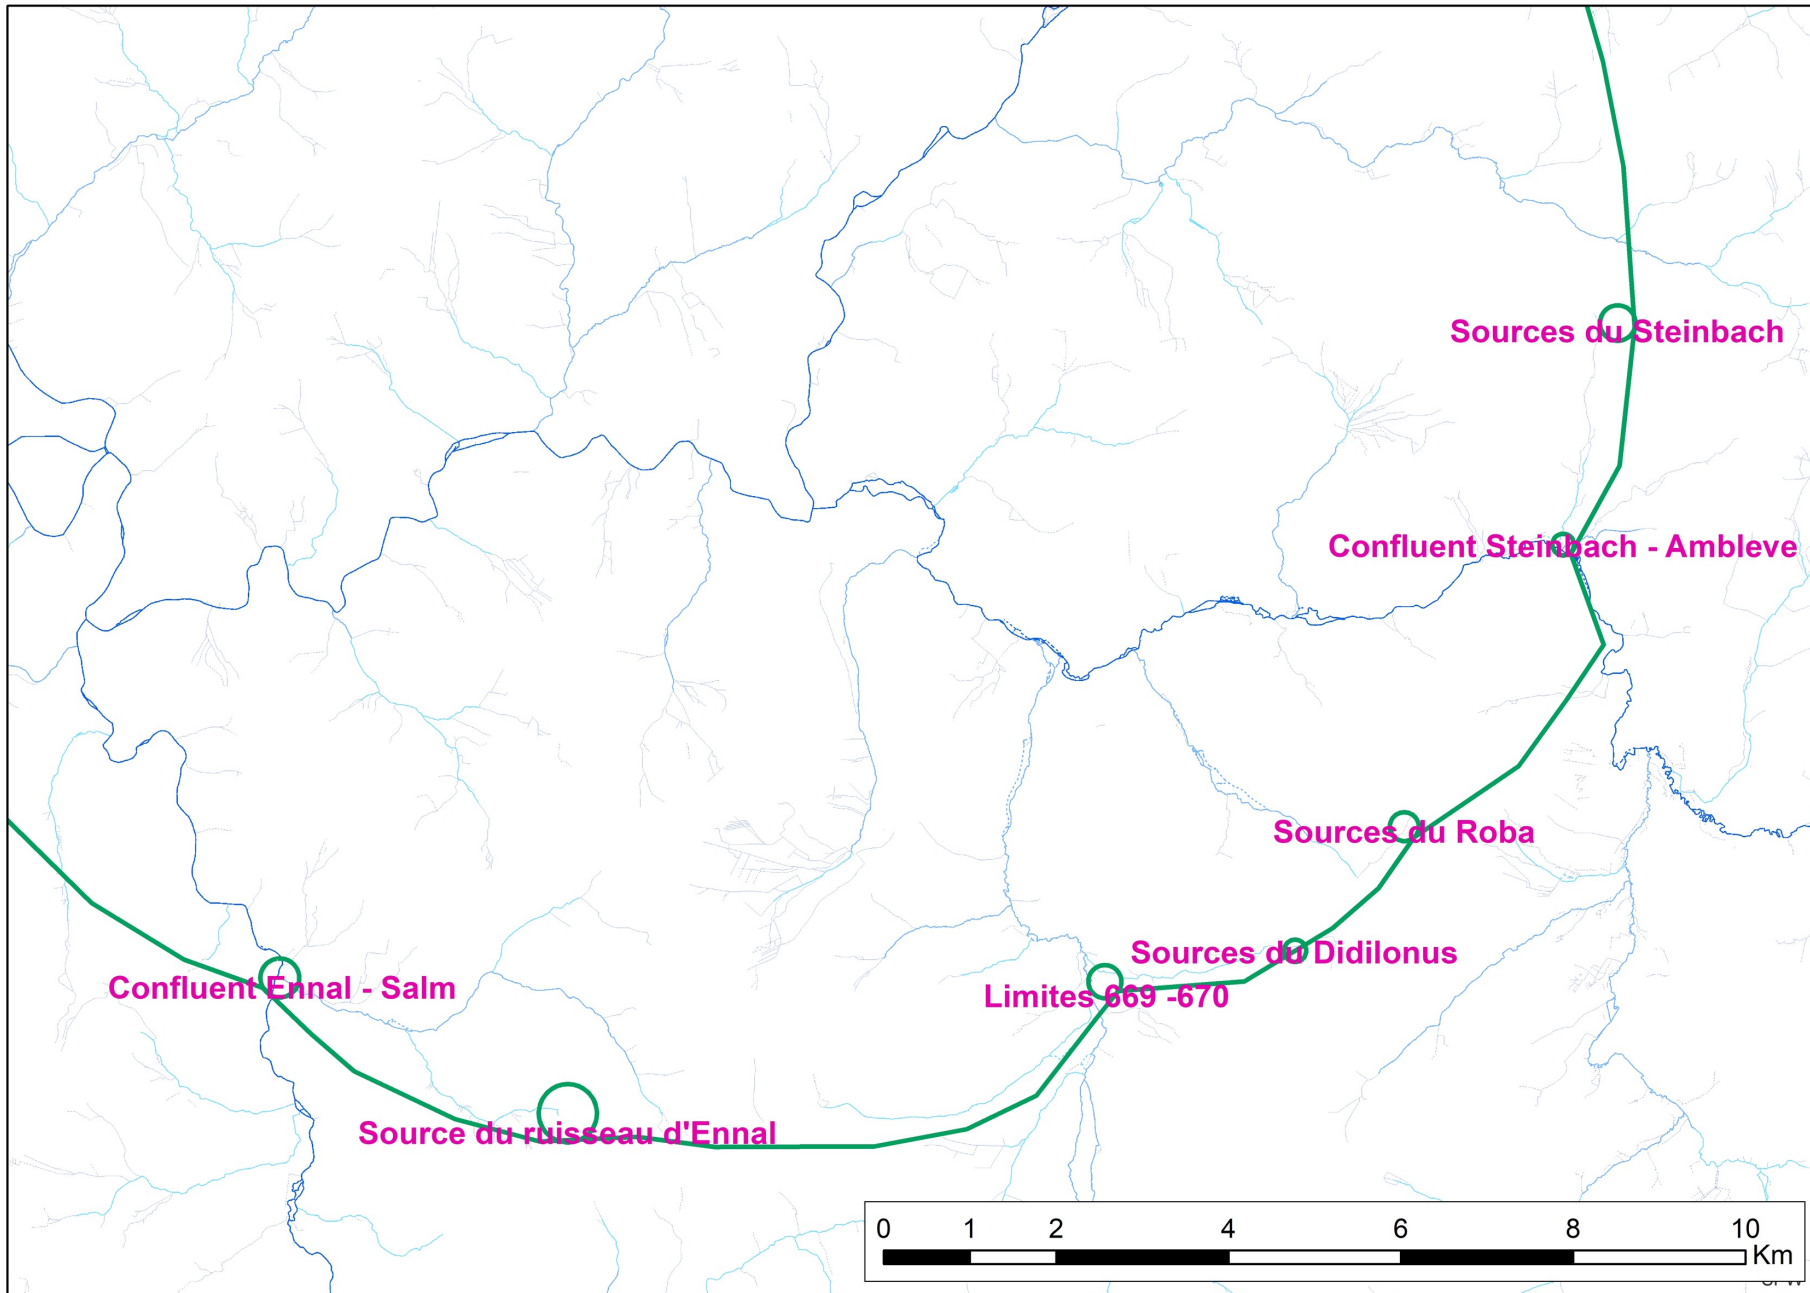 Sources du Steinbach
Confluent Steinbach - Ambleve
Sources du Roba
Sources du Didilonus
Confluent Ennal - Salm
Limites 669 -670
Source du ruisseau d'Ennal
0 1 2 4 6 8 10
Km